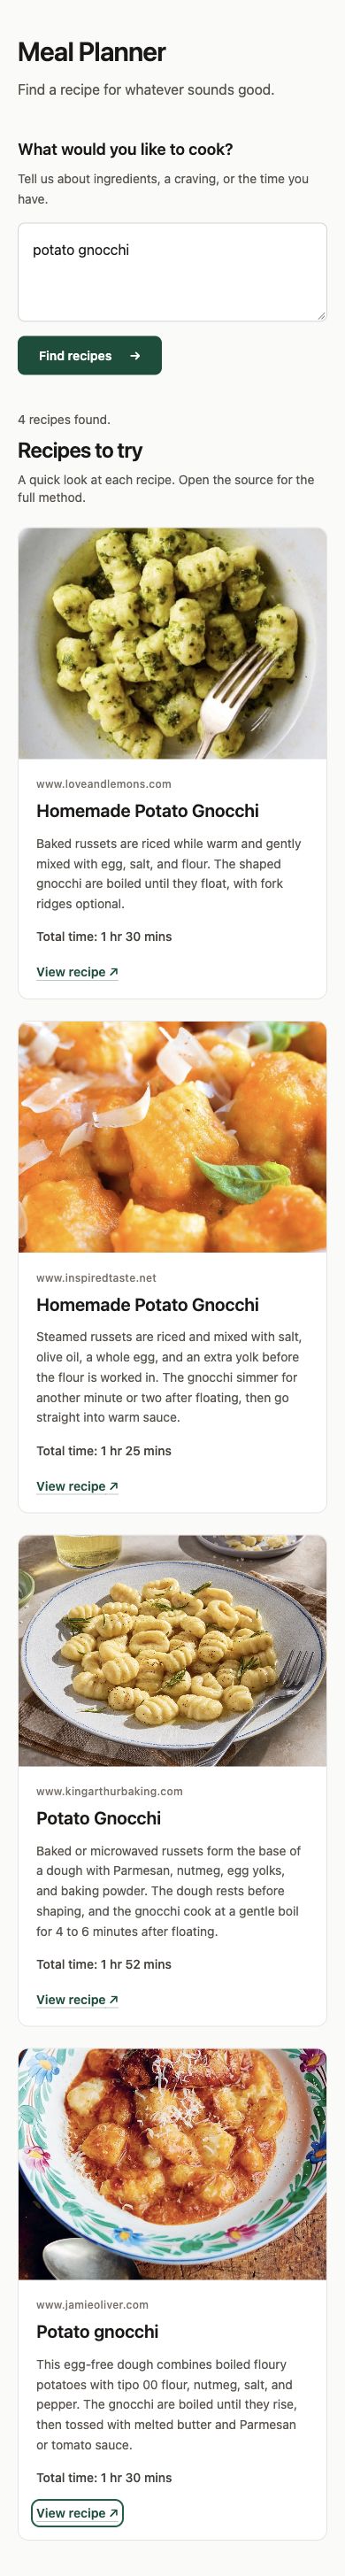 Meal Planner
Find a recipe for whatever sounds good.
What would you like to cook?
Tell us about ingredients, a craving, or the time you
have.
potato gnocchi
Find recipes →
4 recipes found.
Recipes to try
A quick look at each recipe. Open the source for the
full method.
www.loveandlemons.com
Homemade Potato Gnocchi
Baked russets are riced while warm and gently
mixed with egg, salt, and flour. The shaped
gnocchi are boiled until they float, with fork
ridges optional.
Total time: 1 hr 30 mins
View recipe ↗
www.inspiredtaste.net
Homemade Potato Gnocchi
Steamed russets are riced and mixed with salt,
olive oil, a whole egg, and an extra yolk before
the flour is worked in. The gnocchi simmer for
another minute or two after floating, then go
straight into warm sauce.
Total time: 1 hr 25 mins
View recipe ↗
www.kingarthurbaking.com
Potato Gnocchi
Baked or microwaved russets form the base of
a dough with Parmesan, nutmeg, egg yolks,
and baking powder. The dough rests before
shaping, and the gnocchi cook at a gentle boil
for 4 to 6 minutes after floating.
Total time: 1 hr 52 mins
View recipe ↗
www.jamieoliver.com
Potato gnocchi
This egg-free dough combines boiled floury
potatoes with tipo 00 flour, nutmeg, salt, and
pepper. The gnocchi are boiled until they rise,
then tossed with melted butter and Parmesan
or tomato sauce.
Total time: 1 hr 30 mins
View recipe ↗